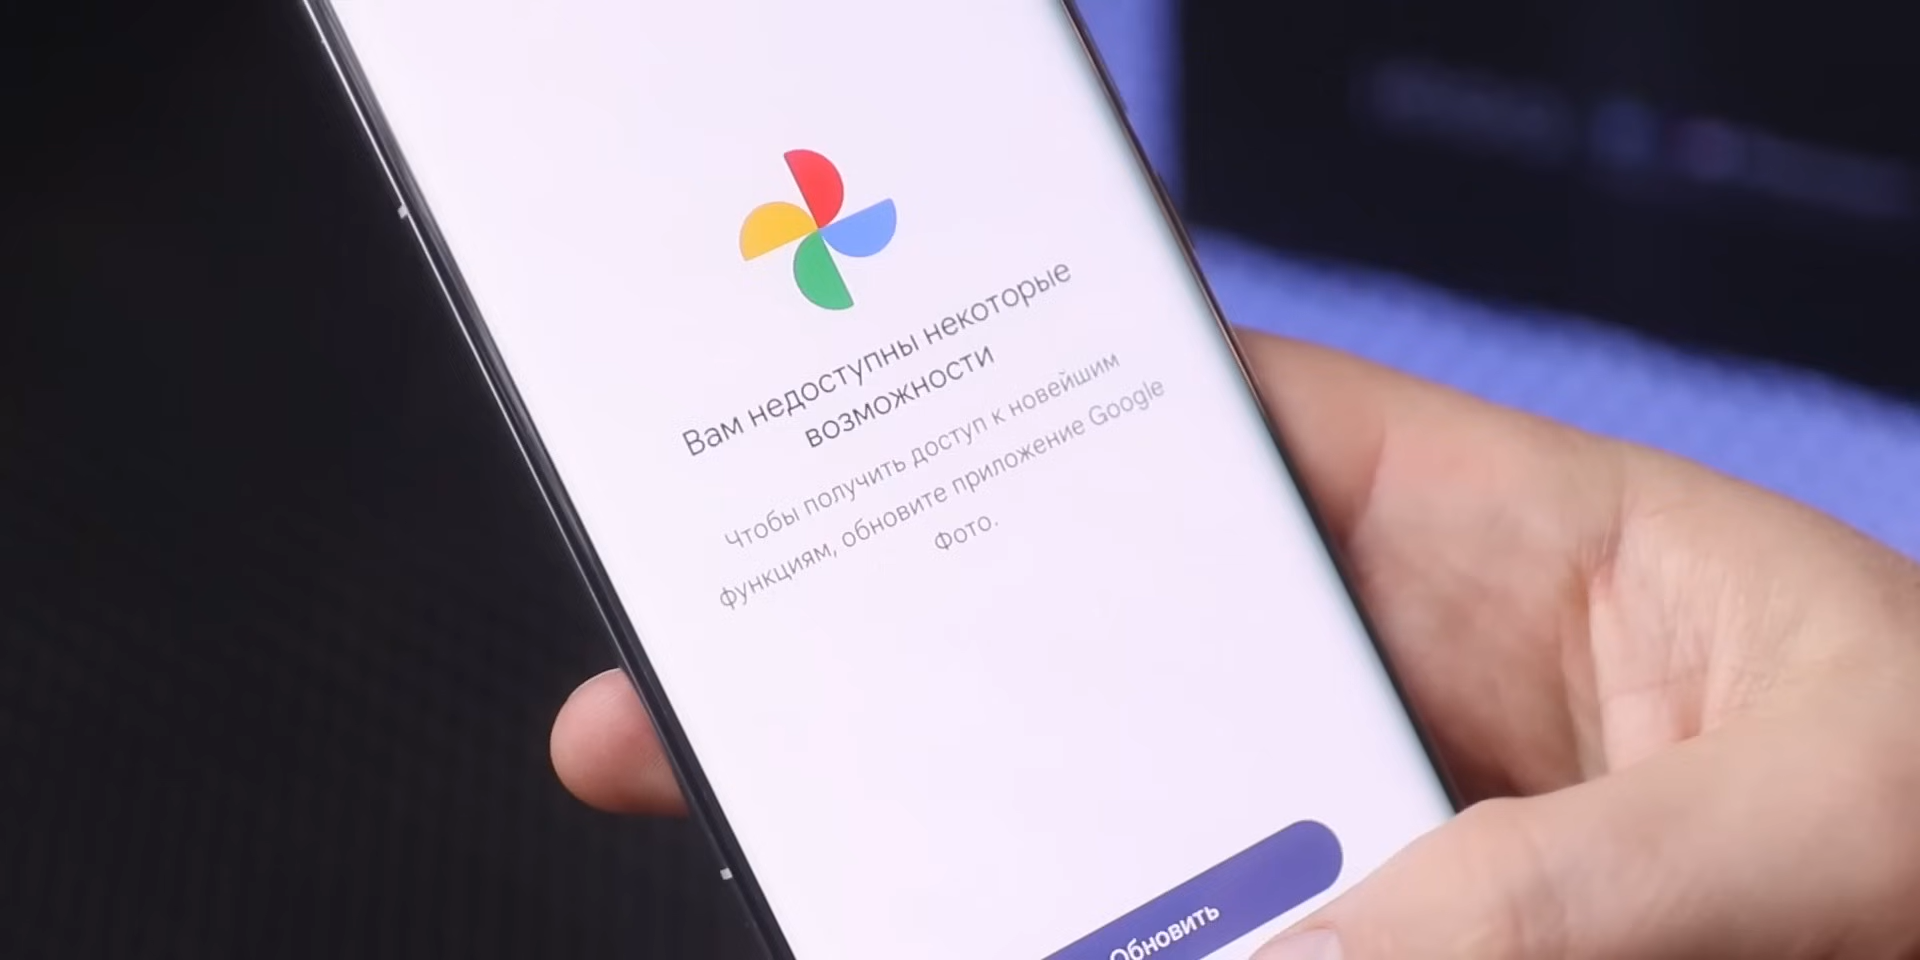 Вам недоступны некоторые
возможности
Чтобы получить доступ к новейшим
функциям, обновите приложение Google
Фото.
Обновить